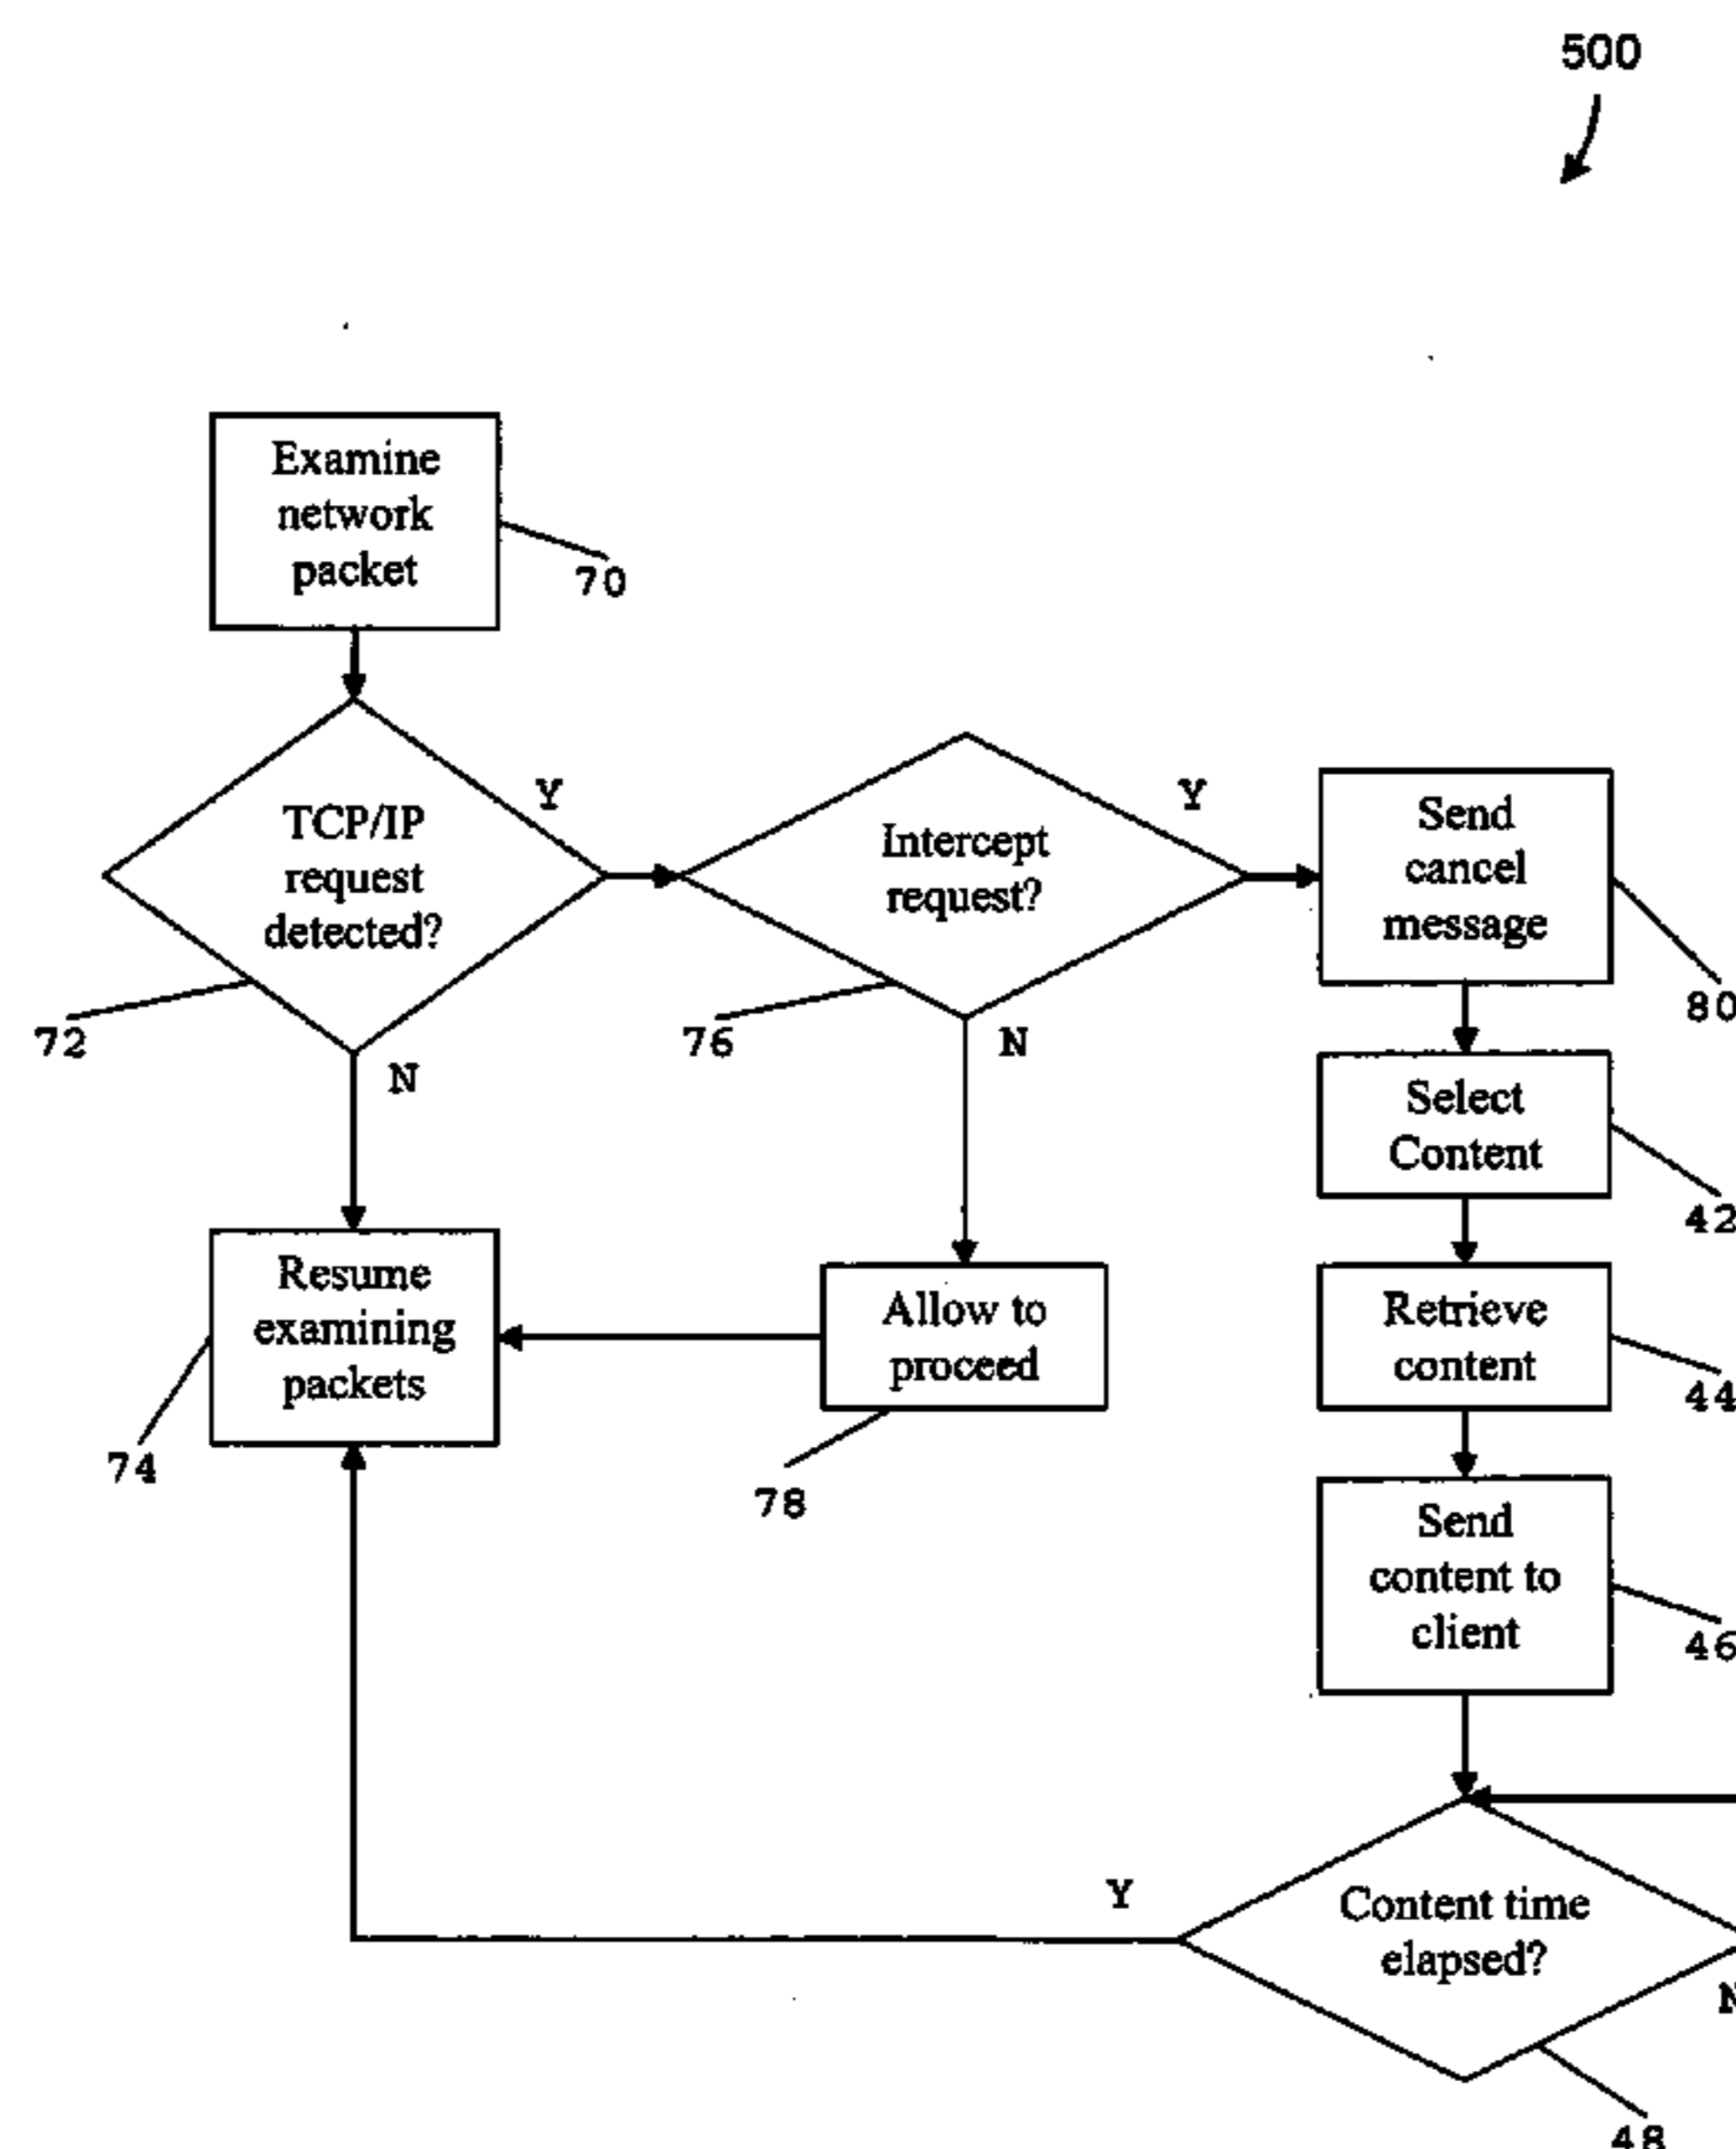 500
Examine
network
packet
70
TCP/IP
request
detected?
Y
72
N
Intercept
request?
Y
76
N
Send
cancel
message
80
Select
Content
42
Resume
examining
packets
74
Allow to
proceed
78
Retrieve
content
44
Send
content to
client
46
Content time
elapsed?
Y
N
48